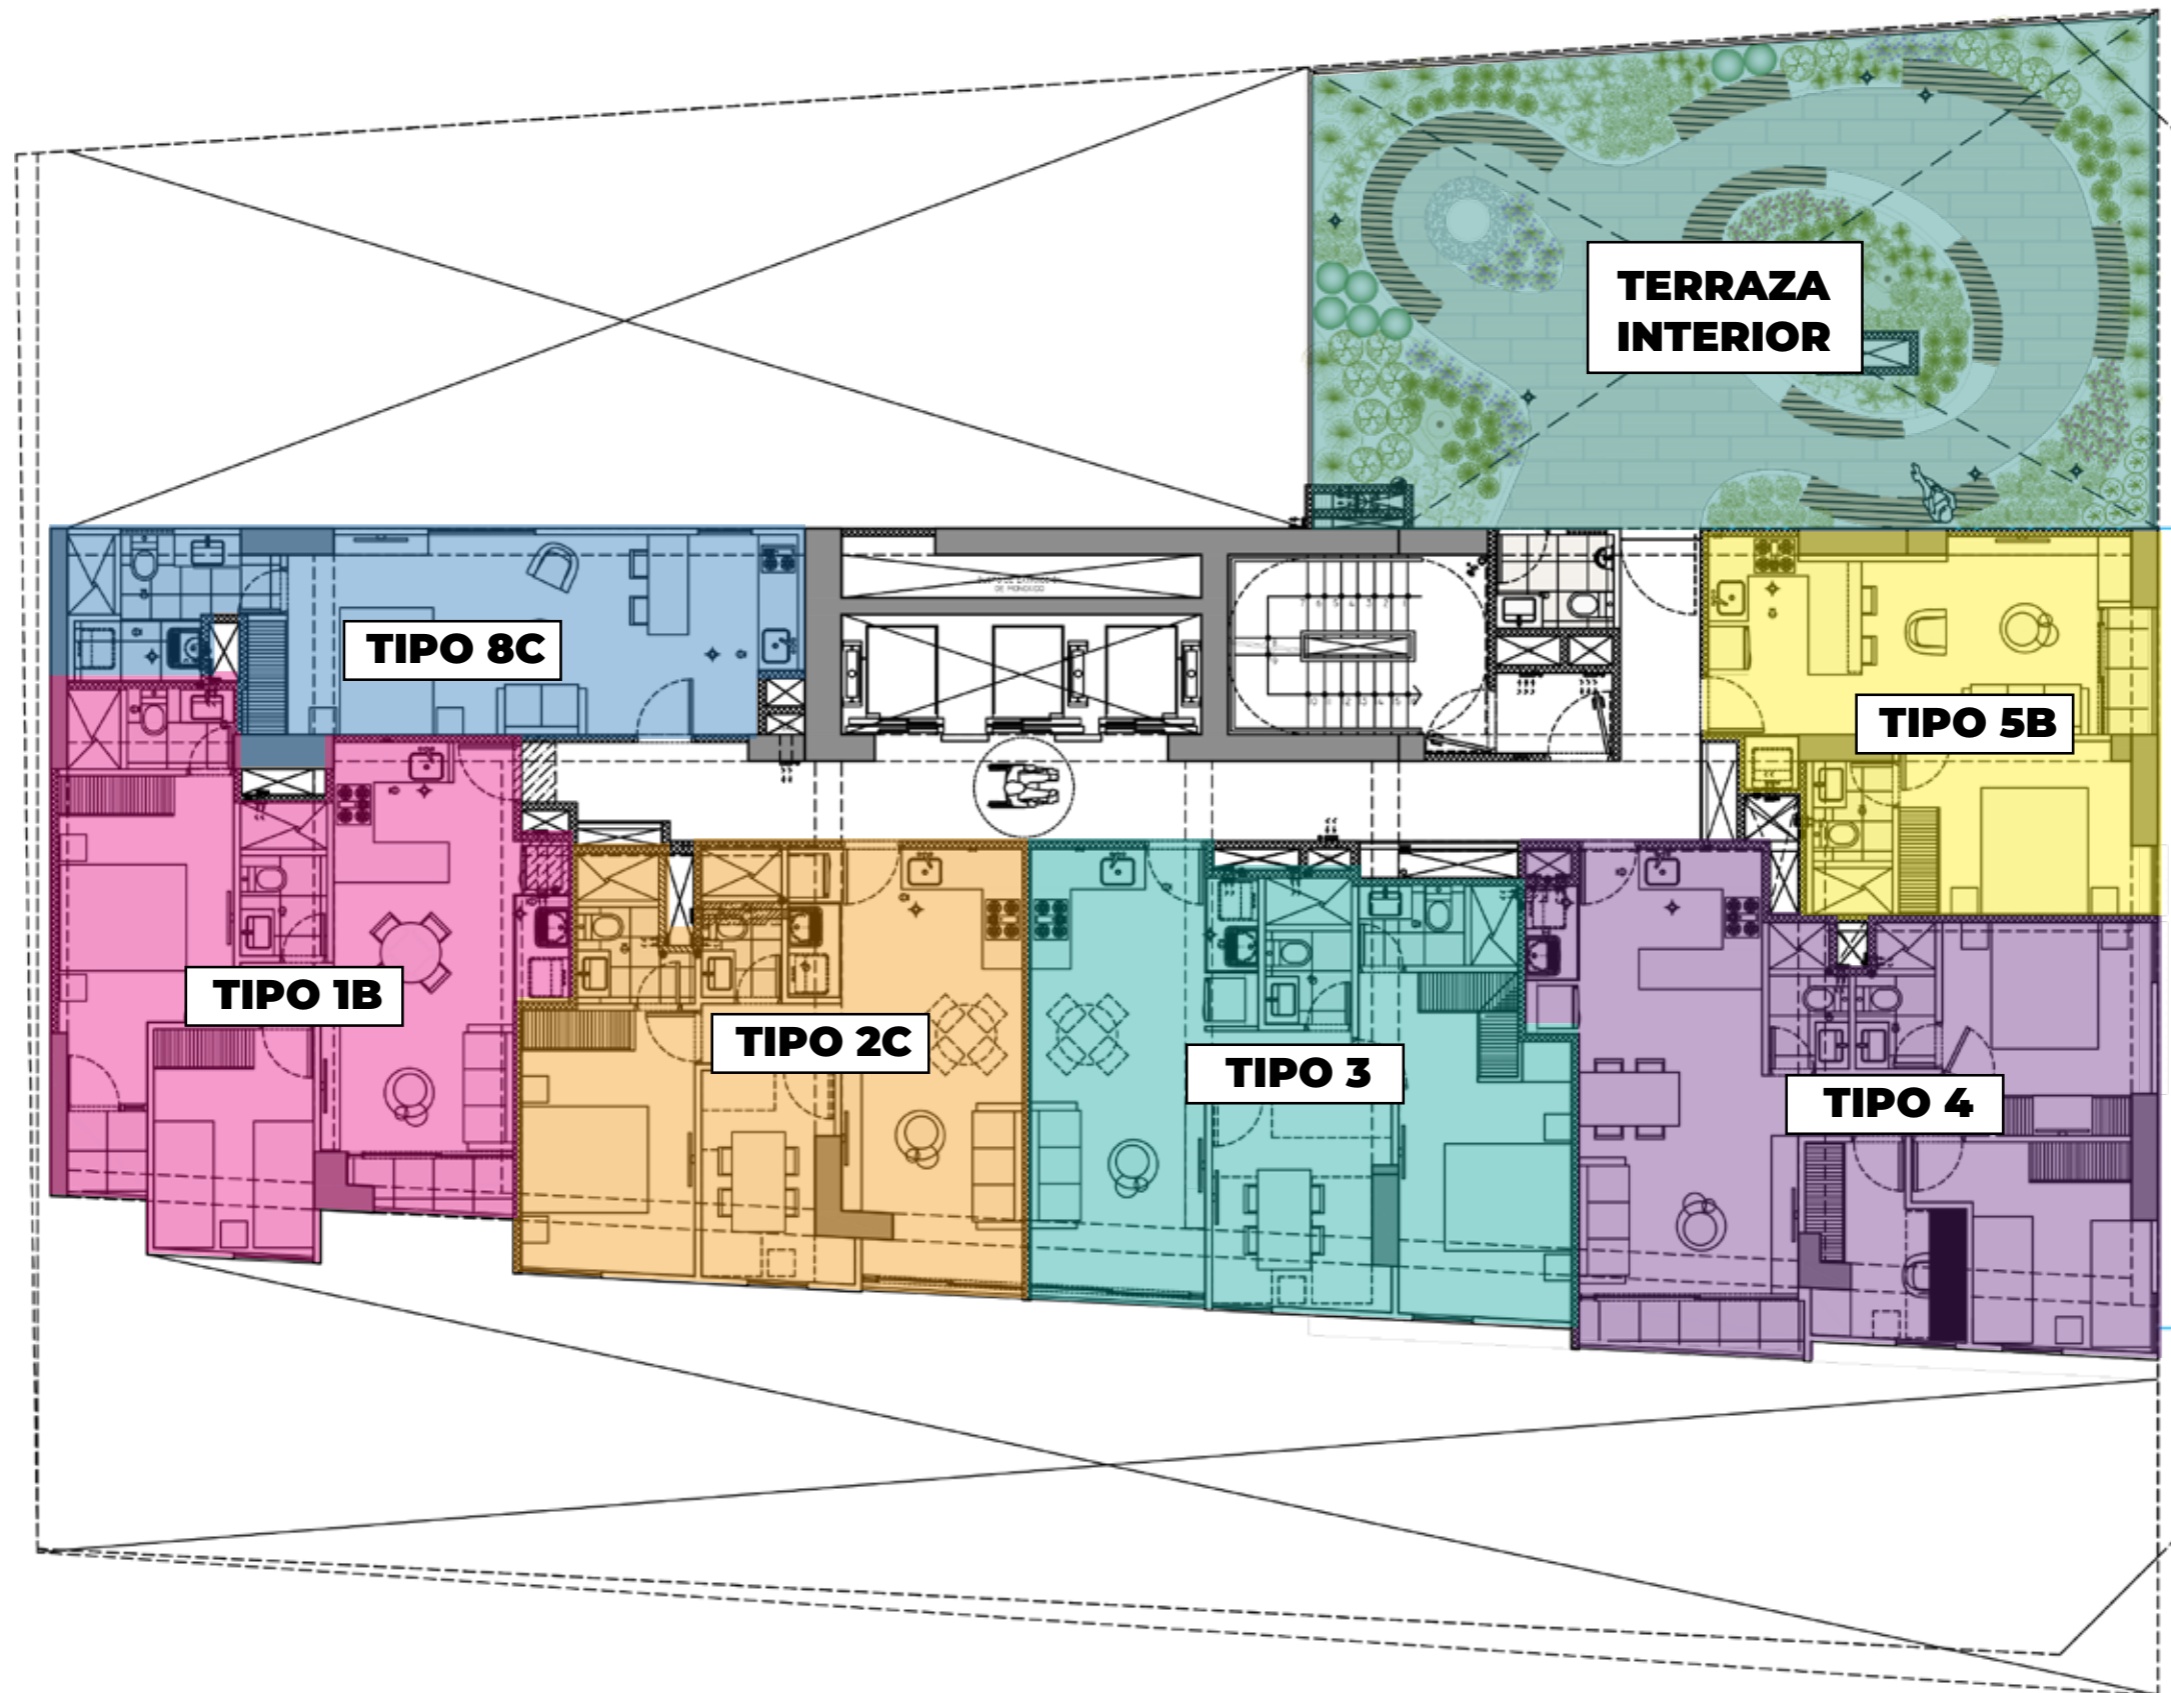 TERRAZA
INTERIOR
TIPO 8C
TIPO 5B
TIPO 1B
TIPO 2C
TIPO 3
TIPO 4